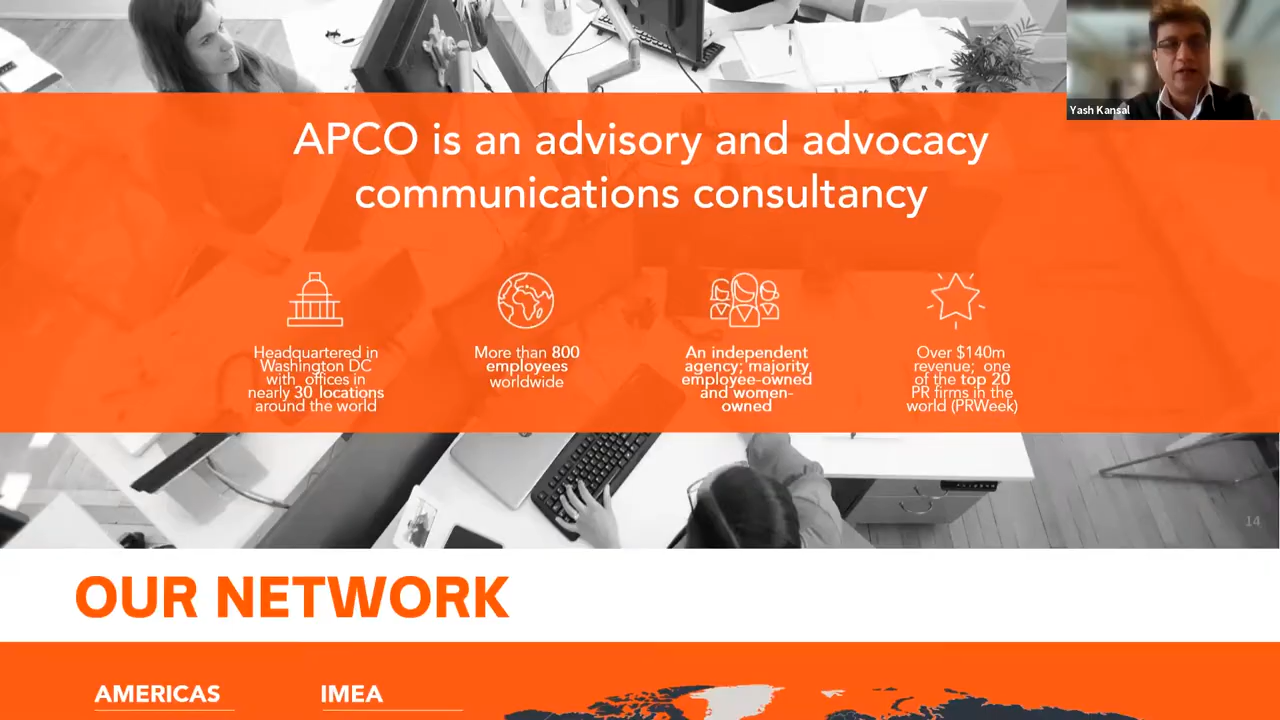 Yash Kansal
APCO is an advisory and advocacy
communications consultancy
Headquartered in
Washington DC
with offices in
nearly 30 locations
around the world
More than 800
employees
worldwide
An independent
agency; majority
employee-owned
and women-
owned
Over $140m
revenue; one
of the top 20
PR firms in the
world (PRWeek)
14
OUR NETWORK
AMERICAS
IMEA